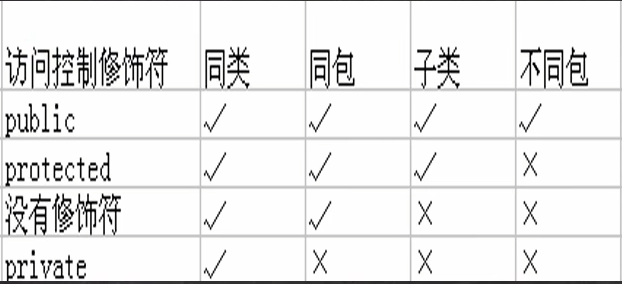 访问控制修饰符 同类 同包 子类 不同包
public √ √ √ √
protected √ √ √ ×
没有修饰符 √ √ × ×
private √ × × ×